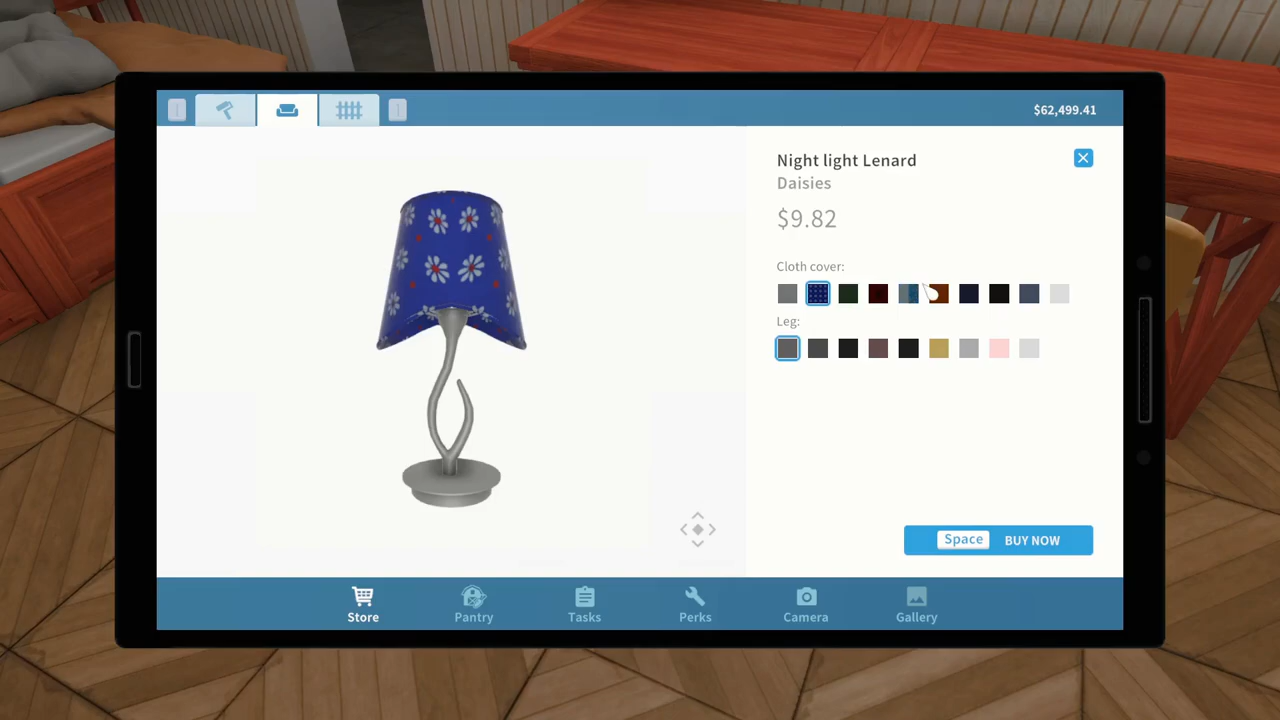 $62,499.41
Night light Lenard
Daisies
$9.82
Cloth cover:
Leg:
Space BUY NOW
Store Pantry Tasks Perks Camera Gallery